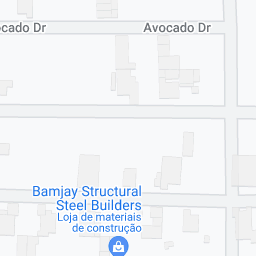 ocado Dr
Avocado Dr
Bamjay Structural
Steel Builders
Loja de materiais
de construção